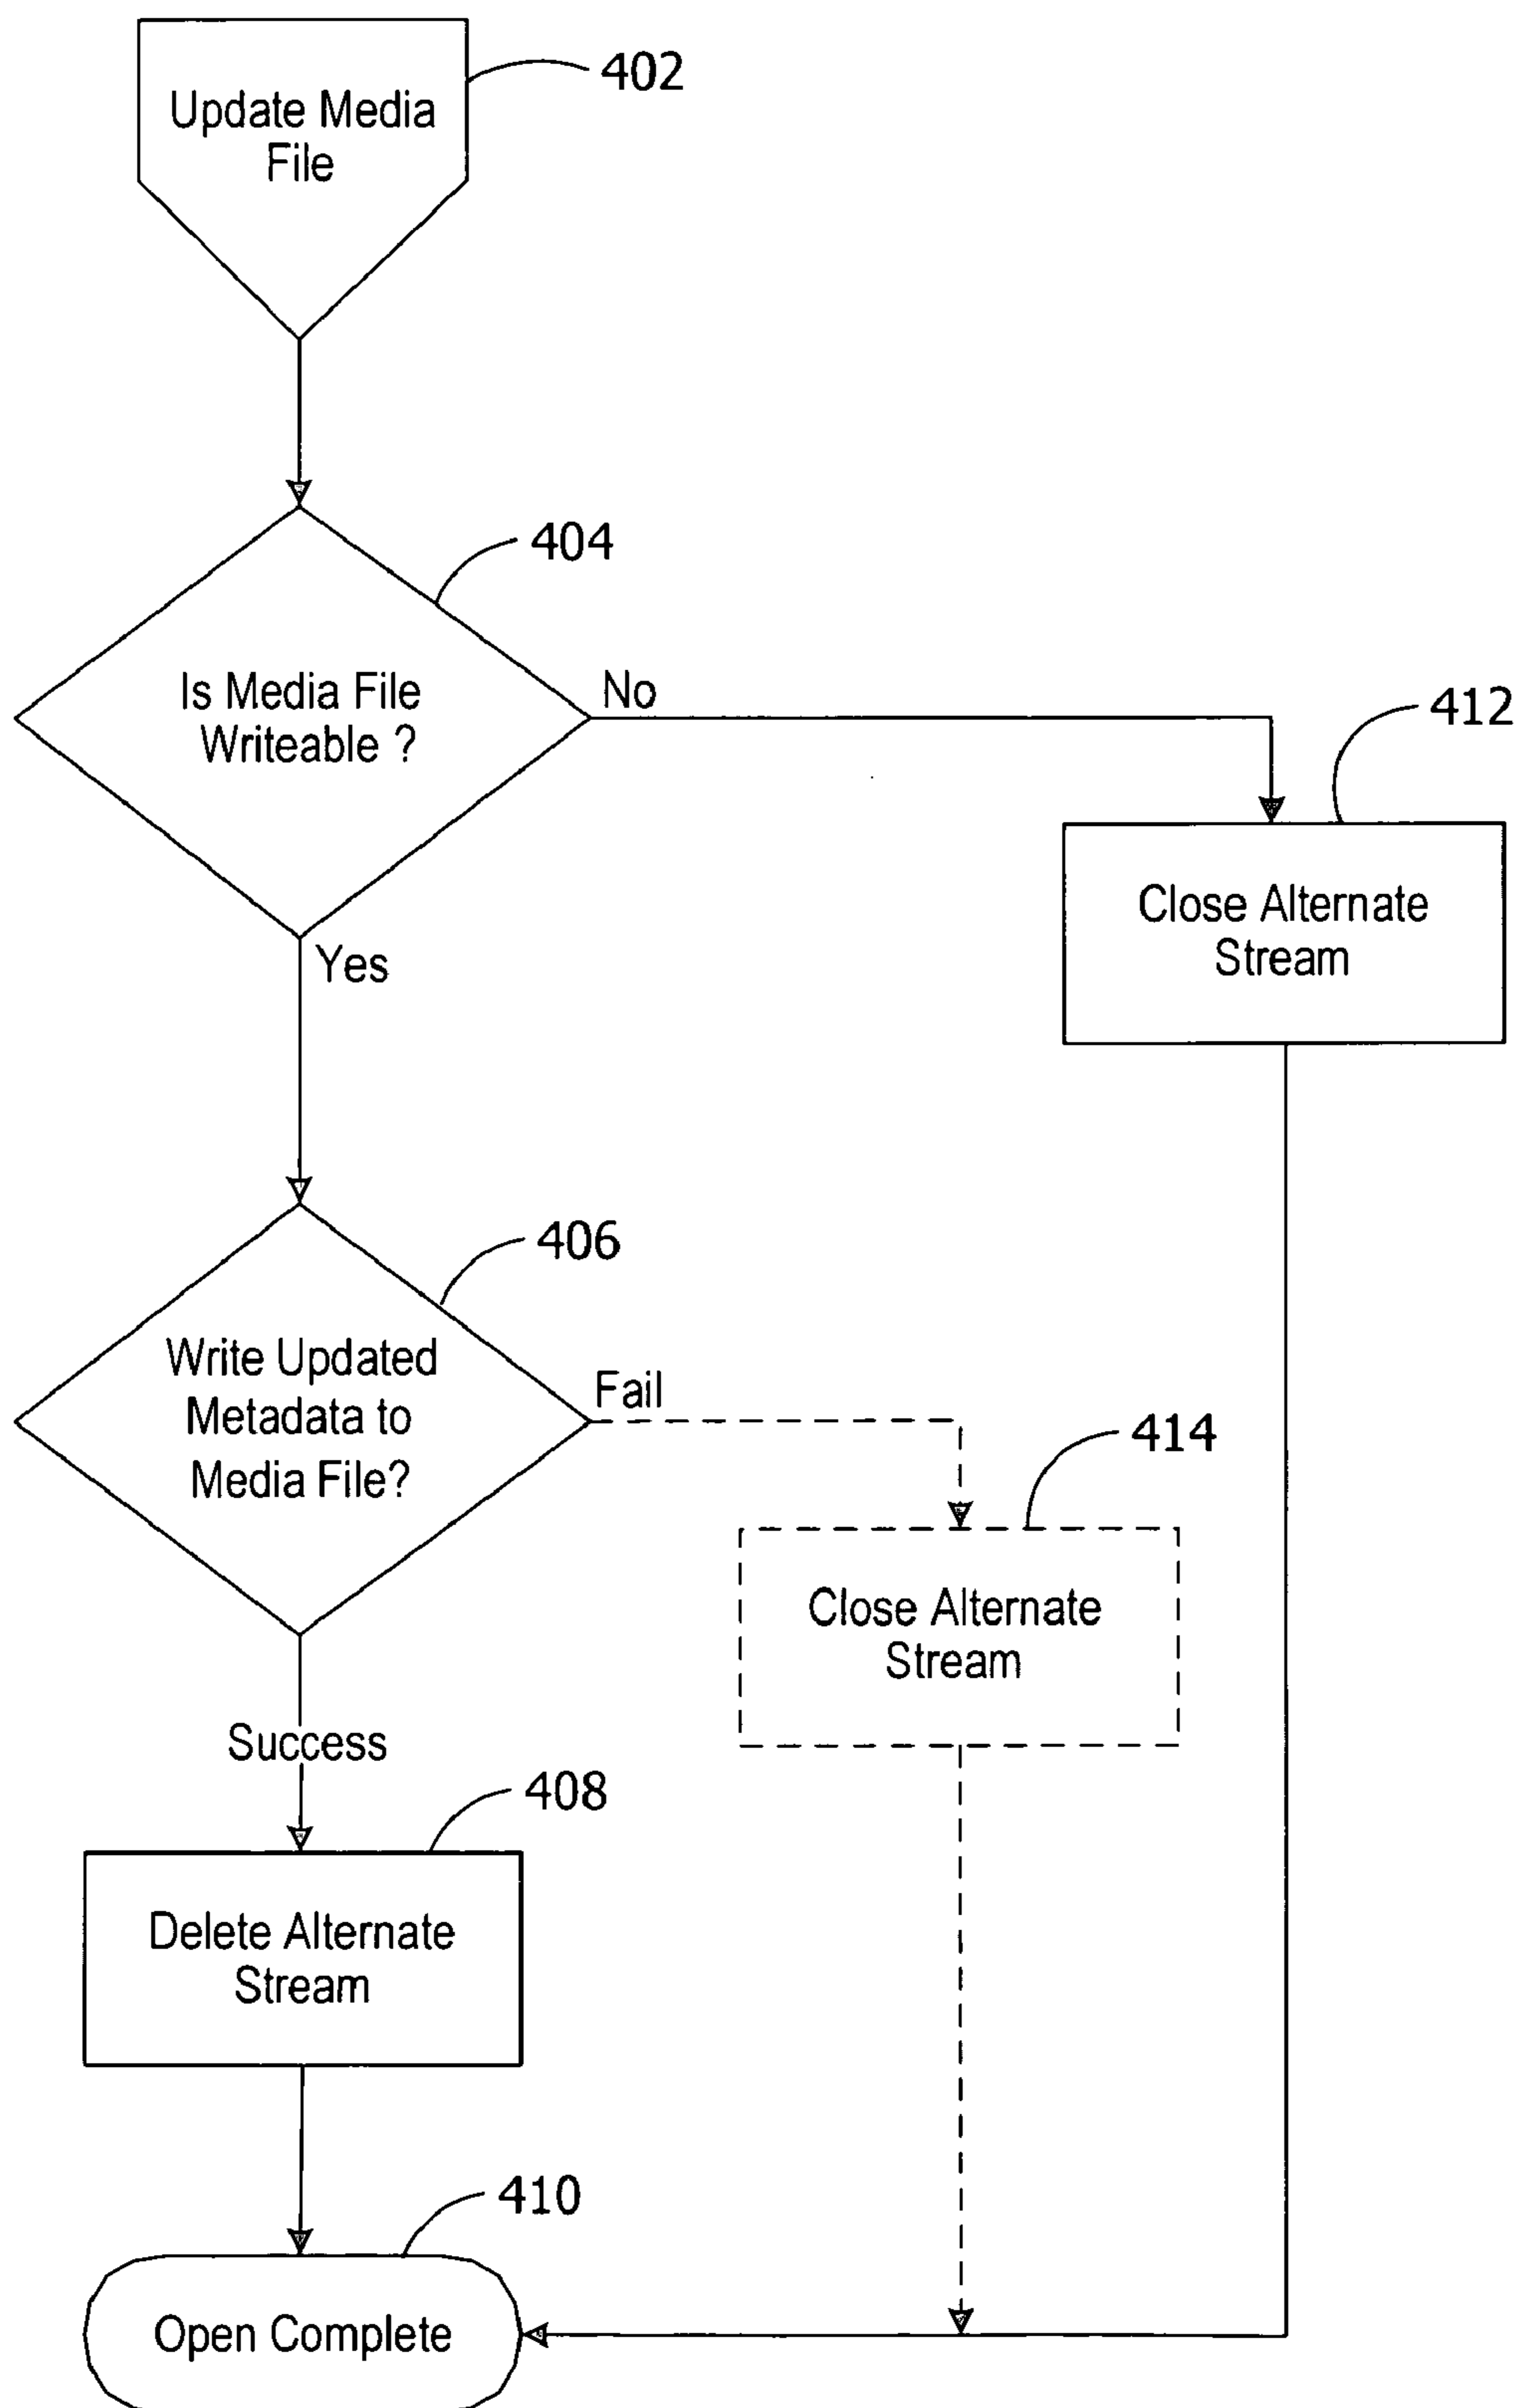 402
Update Media
File
404
Is Media File
Writeable ?
No
412
Close Alternate
Stream
Yes
406
Write Updated
Metadata to
Media File?
Fail
414
Close Alternate
Stream
Success
408
Delete Alternate
Stream
410
Open Complete